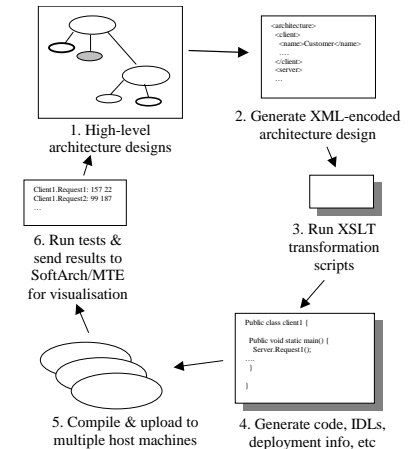 <architecture>
<client>
<name>Customer</name>
....
</client>
<server>
...
1. High-level
architecture designs
2. Generate XML-encoded
architecture design
Client1.Request1: 157 22
Client1.Request2: 99 187
...
3. Run XSLT
transformation
scripts
6. Run tests &
send results to
SoftArch/MTE
for visualisation
Public class client1 {
Public void static main() {
Server.Request1();
....
}
}
5. Compile & upload to
multiple host machines
4. Generate code, IDLs,
deployment info, etc